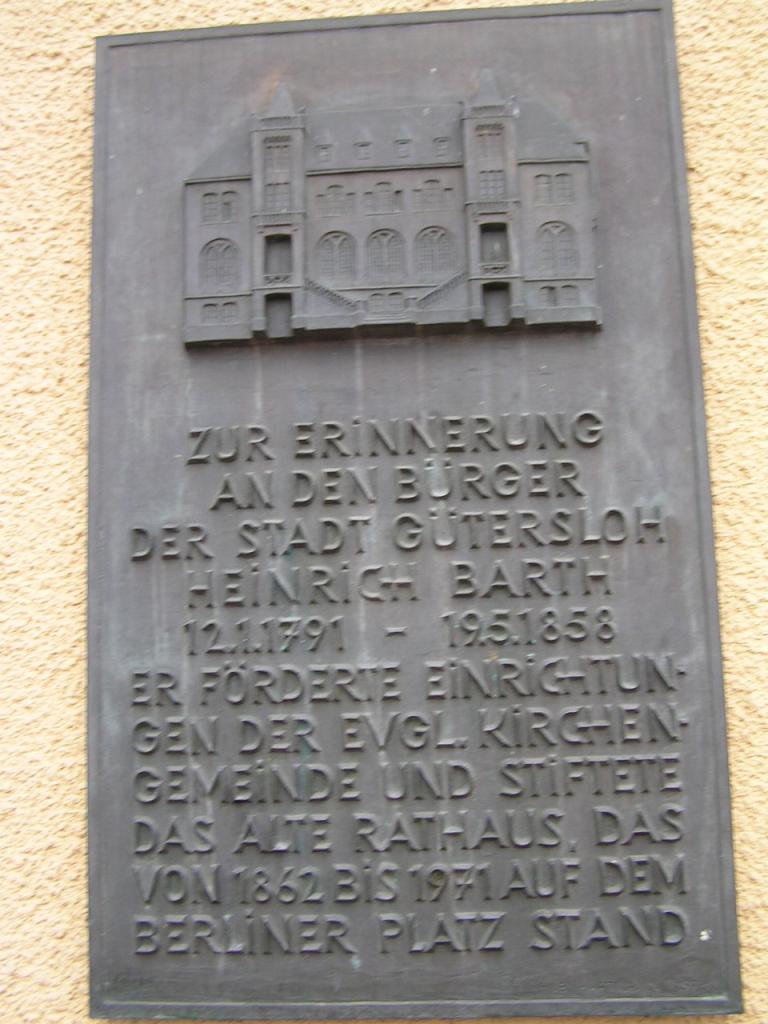 ZUR ERINNERUNG
AN DEN BÜRGER
DER STADT GÜTERSLOH
HEINRICH BARTH
12.1.1791 - 19.5.1858
ER FÖRDERTE EINRICHTUN-
GEN DER EVGL. KIRCHEN-
GEMEINDE UND STIFTETE
DAS ALTE RATHAUS, DAS
VON 1862 BIS 1971 AUF DEM
BERLINER PLATZ STAND